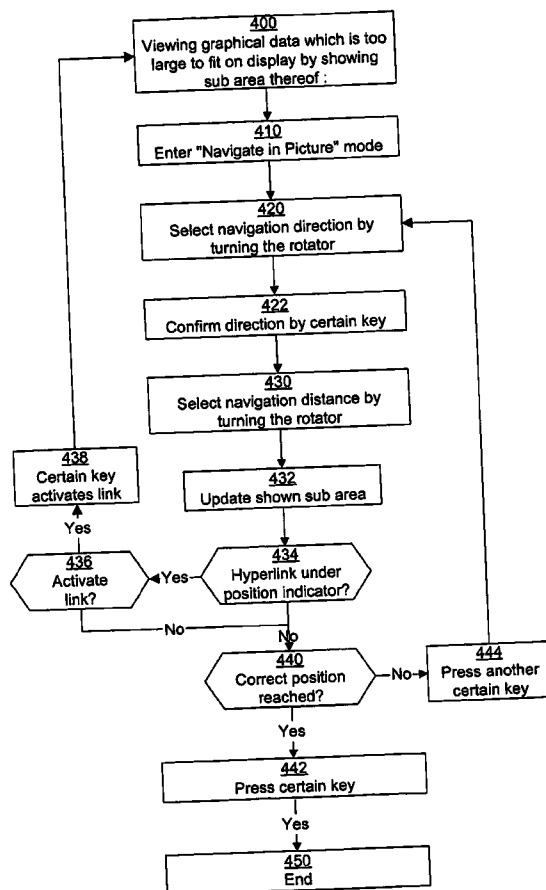 400
Viewing graphical data which is too
large to fit on display by showing
sub area thereof :
410
Enter "Navigate in Picture" mode
420
Select navigation direction by
turning the rotator
422
Confirm direction by certain key
430
Select navigation distance by
turning the rotator
438
Certain key
activates link
432
Update shown sub area
Yes
436
Activate
link?
Yes
434
Hyperlink under
position indicator?
No
No
440
Correct position
reached?
No
444
Press another
certain key
Yes
442
Press certain key
Yes
450
End